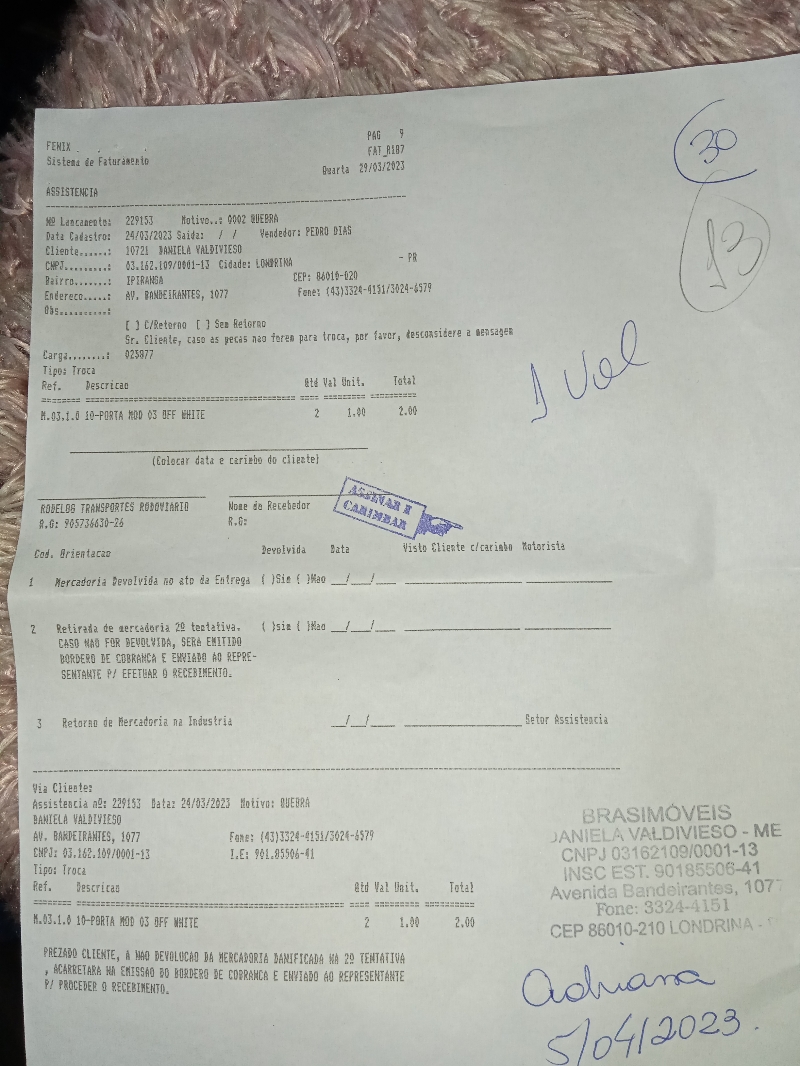 FENIX . . .
PAG 9
Sistema de Faturamento
FAT_R187
Quarta 29/03/2023
30
13
ASSISTENCIA
Nº Lancamento: 229153 Motivo..: 0002 QUEBRA
Data Cadastro: 24/03/2023 Saida: / / Vendedor: PEDRO DIAS
Cliente......: 10721 DANIELA VALDIVIESO
CNPJ.........: 03.162.109/0001-13 Cidade: LONDRINA - PR
Bairro.......: IPIRANGA CEP: 86010-020
Endereco.....: AV. BANDEIRANTES, 1077 Fone: (43)3324-4151/3024-6579
Obs..........:
[ ] C/Retorno [ ] Sem Retorno
Sr. Cliente, caso as pecas nao forem para troca, por favor, desconsidere a mensagem
Carga........: 025877
Tipo: Troca
1 Vol
Ref. Descricao Qtd Val Unit. Total
M.03.1.0 10-PORTA MOD 03 OFF WHITE 2 1.00 2.00
(Colocar data e carimbo do cliente)
ASSINAR E
CARIMBAR
RODELOG TRANSPORTES RODOVIARIO Nome do Recebedor
R.G: 905736630-26 R.G:
Cod. Orientacao Devolvida Data Visto Cliente c/carimbo Motorista
1 Mercadoria Devolvida no ato da Entrega ( )Sim ( )Nao __/___/____
2 Retirada de mercadoria 2º tentativa. ( )sim ( )Nao __/___/____
CASO NAO FOR DEVOLVIDA, SERA EMITIDO
BORDERO DE COBRANCA E ENVIADO AO REPRE-
SENTANTE P/ EFETUAR O RECEBIMENTO.
3 Retorno de Mercadoria na Industria __/___/____ Setor Assistencia
Via Cliente:
Assistencia nº: 229153 Data: 24/03/2023 Motivo: QUEBRA
DANIELA VALDIVIESO
AV. BANDEIRANTES, 1077 Fone: (43)3324-4151/3024-6579
CNPJ: 03.162.109/0001-13 I.E: 901.85506-41
Tipo: Troca
Ref. Descricao Qtd Val Unit. Total
M.03.1.0 10-PORTA MOD 03 OFF WHITE 2 1.00 2.00
PREZADO CLIENTE, A NAO DEVOLUCAO DA MERCADORIA DANIFICADA NA 2º TENTATIVA
, ACARRETARA NA EMISSAO DO BORDERO DE COBRANCA E ENVIADO AO REPRESENTANTE
P/ PROCEDER O RECEBIMENTO.
BRASIMÓVEIS
DANIELA VALDIVIESO - ME
CNPJ 03162109/0001-13
INSC EST. 90185506-41
Avenida Bandeirantes, 1077
Fone: 3324-4151
CEP 86010-210 LONDRINA -
Adriana
5/04/2023.